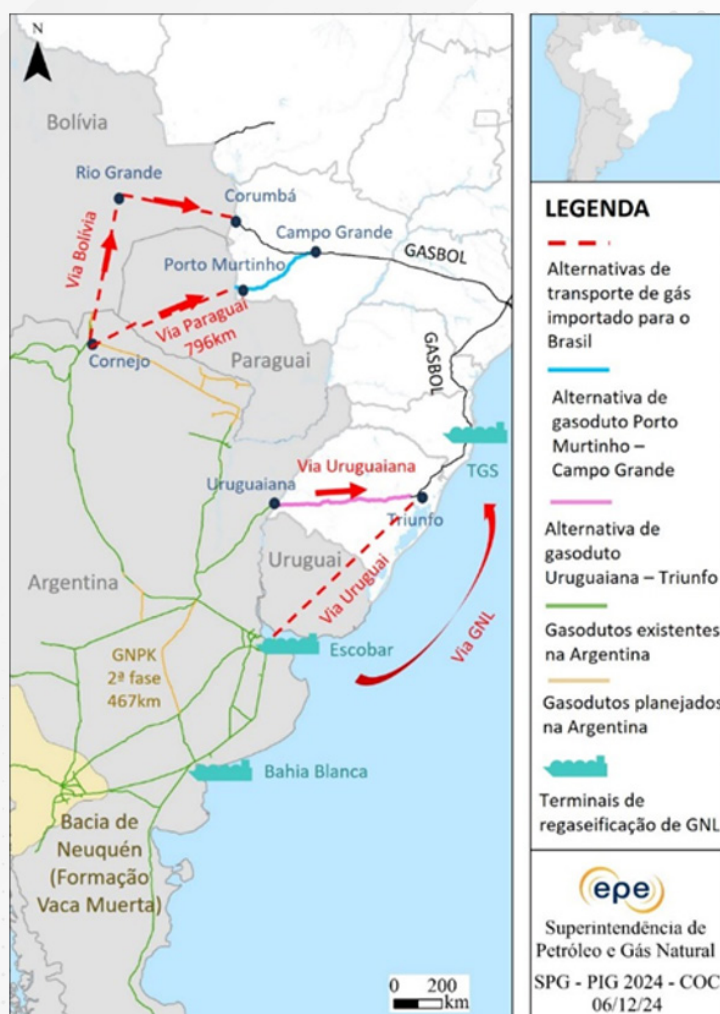 N
Bolívia
Rio Grande
Corumbá
Campo Grande
GASBOL
Via Bolívia
Porto Murtinho
Via Paraguai
796km
Cornejo
Paraguai
GASBOL
TGS
Via Uruguaiana
Uruguaiana
Triunfo
Uruguai
Argentina
Via Uruguai
Via GNL
Escobar
GNPK
2ª fase
467km
Bahia Blanca
Bacia de
Neuquén
(Formação
Vaca Muerta)
0 200
km
LEGENDA
Alternativas de
transporte de gás
importado para o
Brasil
Alternativa de
gasoduto Porto
Murtinho –
Campo Grande
Alternativa de
gasoduto
Uruguaiana – Triunfo
Gasodutos existentes
na Argentina
Gasodutos planejados
na Argentina
Terminais de
regaseificação de GNL
epe
Superintendência de
Petróleo e Gás Natural
SPG - PIG 2024 - COC
06/12/24